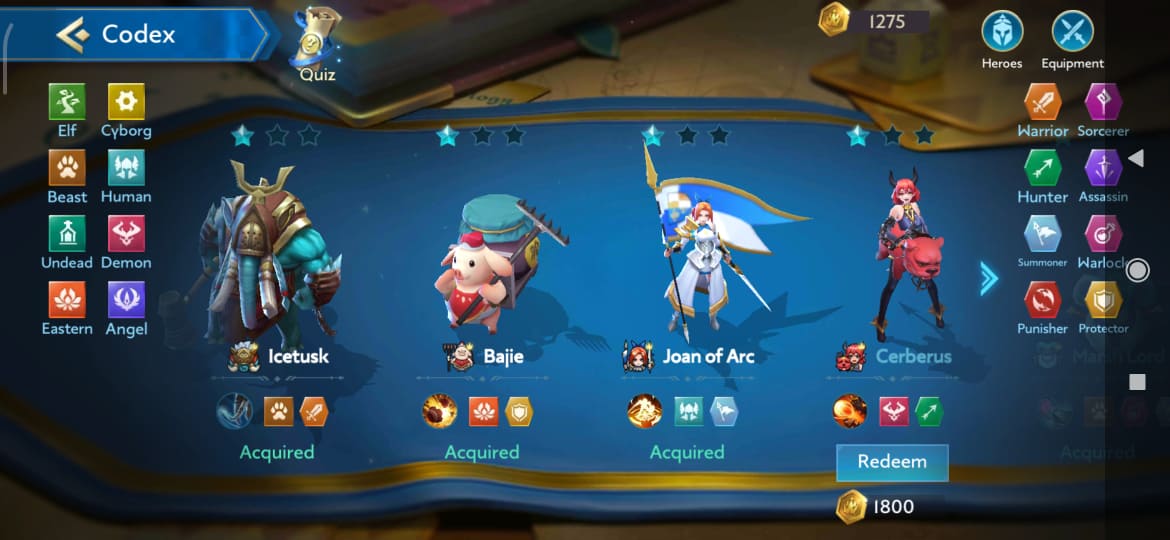 Codex
Quiz
1275
Heroes
Equipment
Elf
Cyborg
Beast
Human
Undead
Demon
Eastern
Angel
Warrior
Sorcerer
Hunter
Assassin
Summoner
Warlock
Punisher
Protector
Icetusk
Bajie
Joan of Arc
Cerberus
Acquired
Acquired
Acquired
Redeem
Acquired
1800